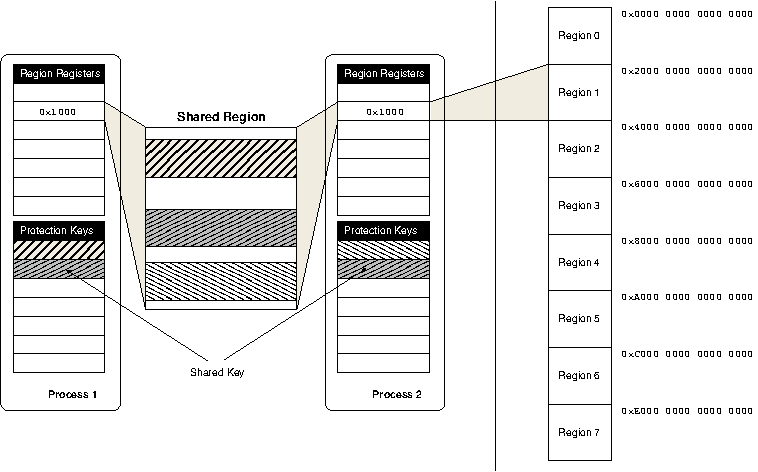 Region Registers
0x1000
Protection Keys
Process 1
Shared Region
Shared Key
Region Registers
0x1000
Protection Keys
Process 2
Region 0
0x0000 0000 0000 0000
Region 1
0x2000 0000 0000 0000
Region 2
0x4000 0000 0000 0000
Region 3
0x6000 0000 0000 0000
Region 4
0x8000 0000 0000 0000
Region 5
0xA000 0000 0000 0000
Region 6
0xC000 0000 0000 0000
Region 7
0xE000 0000 0000 0000